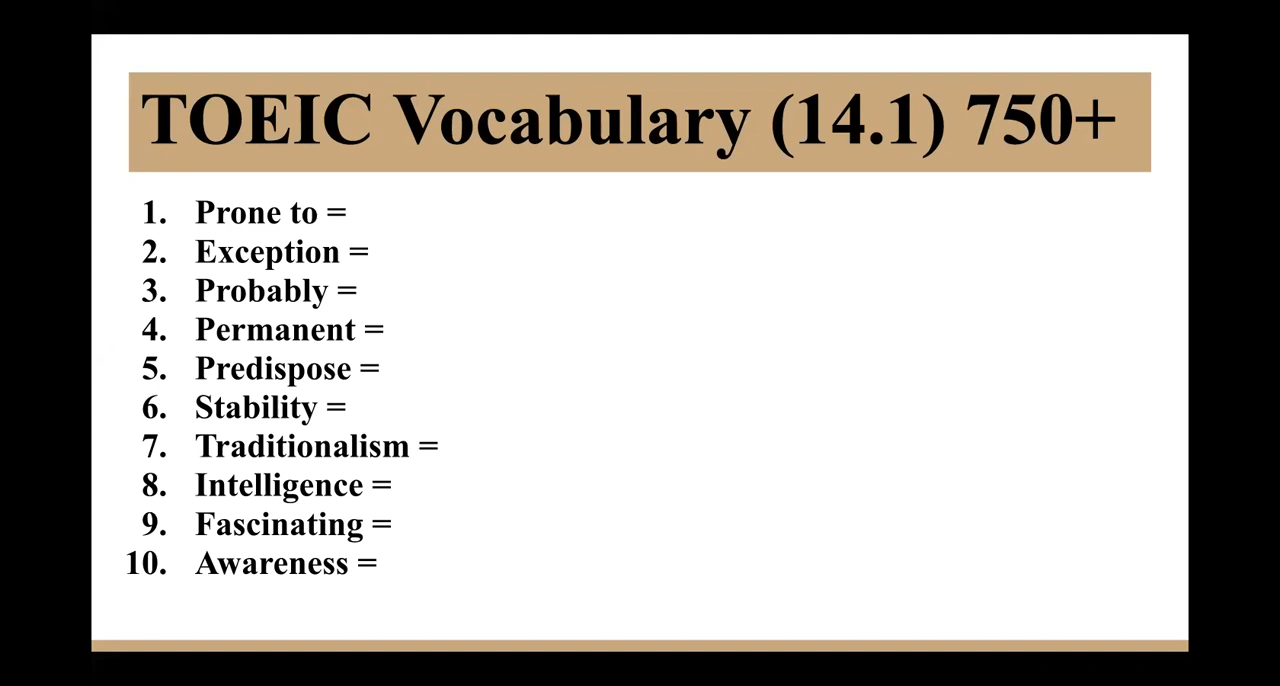 TOEIC Vocabulary (14.1) 750+
1. Prone to =
2. Exception =
3. Probably =
4. Permanent =
5. Predispose =
6. Stability =
7. Traditionalism =
8. Intelligence =
9. Fascinating =
10. Awareness =